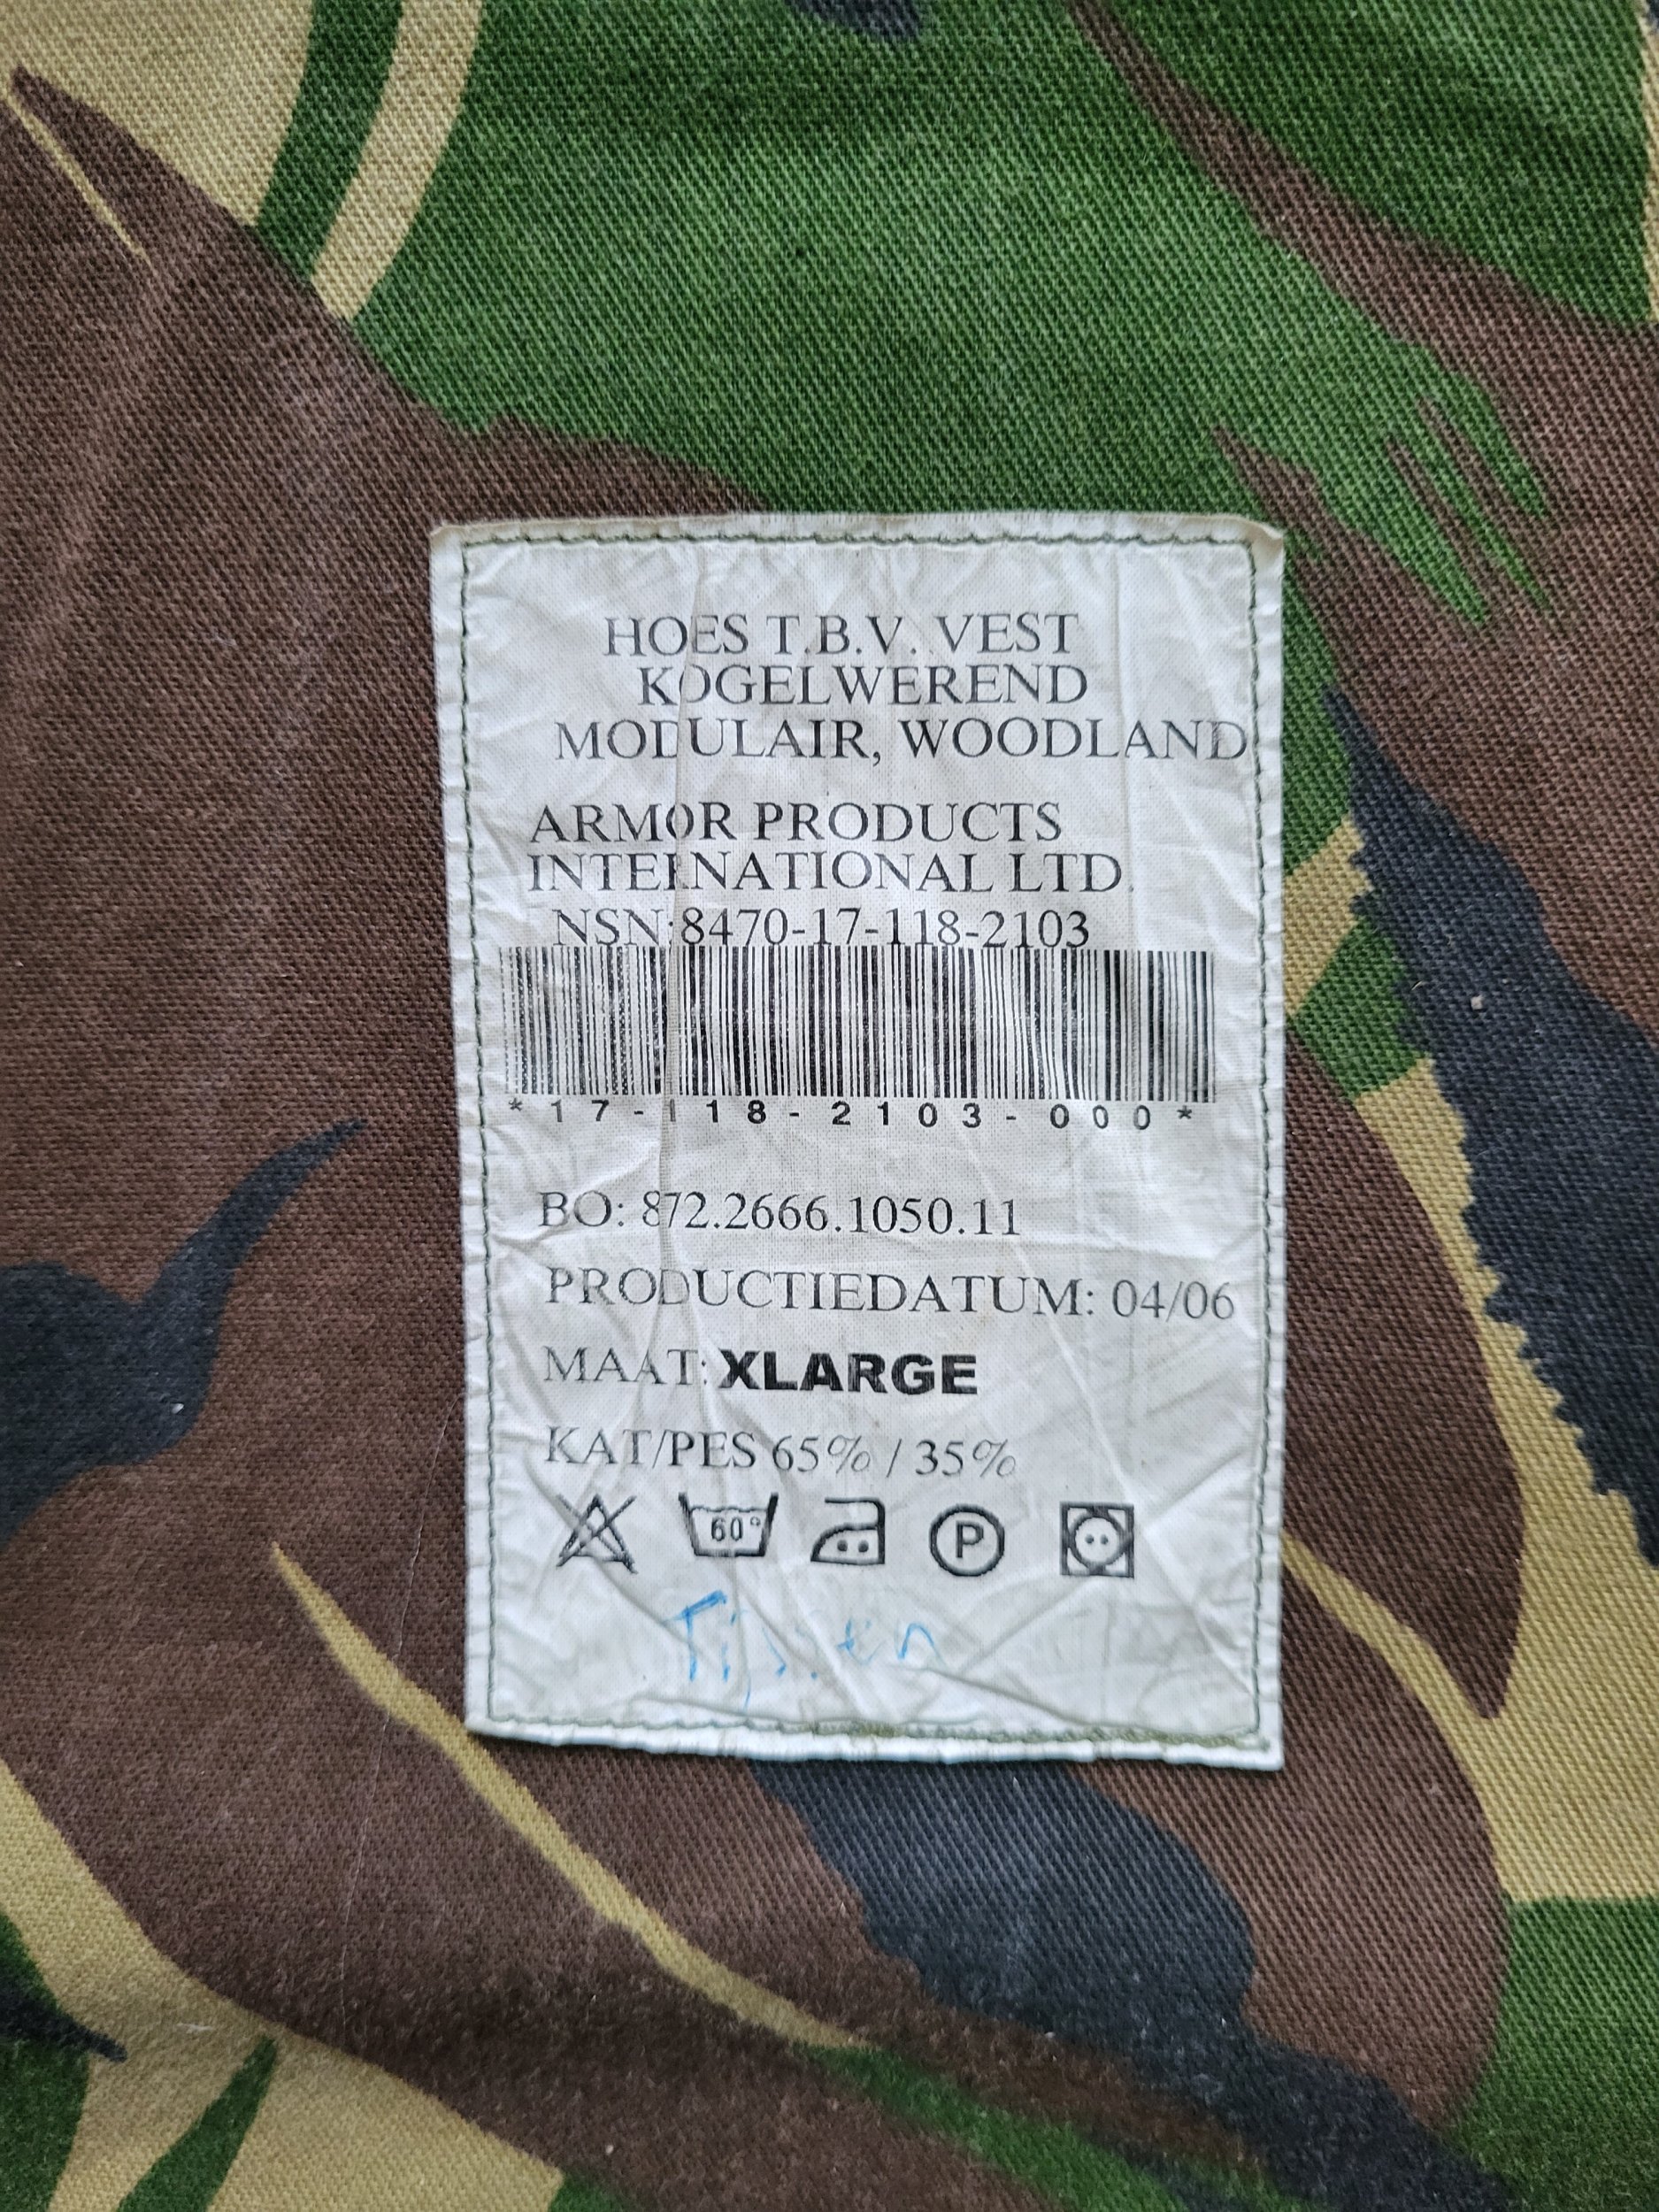 HOES T.B.V. VEST
KOGELWEREND
MODULAIR, WOODLAND
ARMOR PRODUCTS
INTERNATIONAL LTD.
NSN:8470-17-118-2103
*17-118-2103-000*
BO: 872.2666.1050.11
PRODUCTIEDATUM: 04/06
MAAT: XLARGE
KAT/PES 65% / 35%
60° P
Tijssen